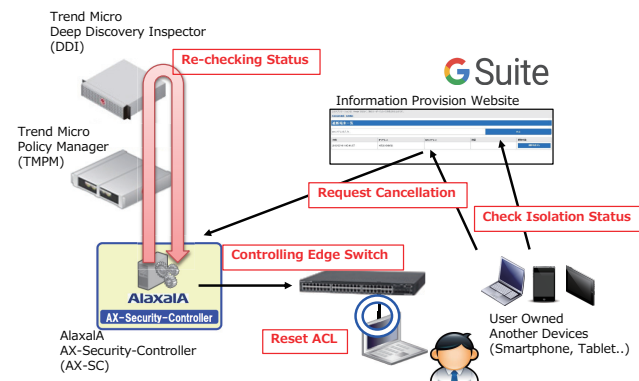 Trend Micro
Deep Discovery Inspector
(DDI)
Re-checking Status
G Suite
Information Provision Website
Trend Micro
Policy Manager
(TMPM)
Request Cancellation
Check Isolation Status
Controlling Edge Switch
AlaxalA
AX-Security-Controller
Reset ACL
AlaxalA
AX-Security-Controller
(AX-SC)
User Owned
Another Devices
(Smartphone, Tablet..)